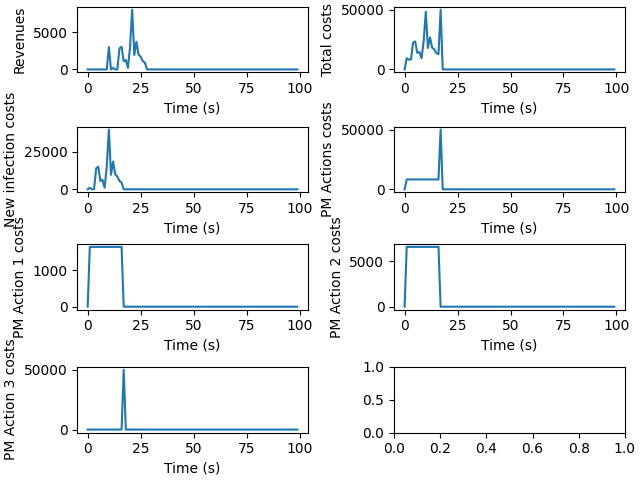 Revenues
5000
0
0 25 50 75 100
Time (s)
Total costs
50000
0
0 25 50 75 100
Time (s)
New infection costs
25000
0
0 25 50 75 100
Time (s)
PM Actions costs
50000
0
0 25 50 75 100
Time (s)
PM Action 1 costs
1000
0
0 25 50 75 100
Time (s)
PM Action 2 costs
5000
0
0 25 50 75 100
Time (s)
PM Action 3 costs
50000
0
0 25 50 75 100
Time (s)
1.0
0.5
0.0
0.0 0.2 0.4 0.6 0.8 1.0